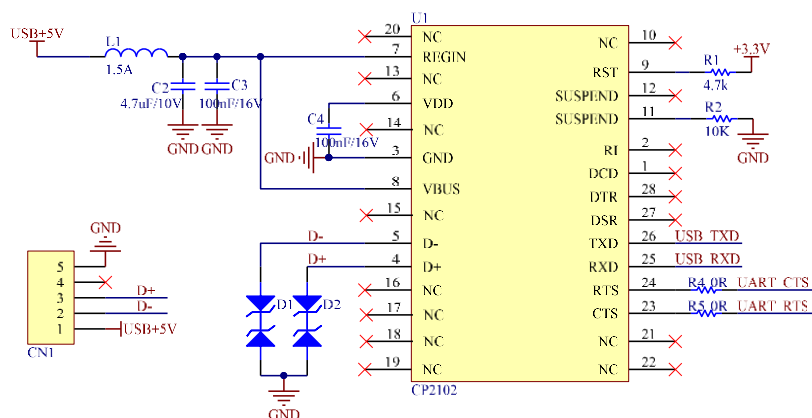 U1
USB+5V
L1
1.5A
C2
4.7uF/10V
C3
100nF/16V
GND
GND
C4
100nF/16V
GND
20 NC
7 REGIN
13 NC
6 VDD
14 NC
3 GND
8 VBUS
15 NC
D- 5 D-
D+ 4 D+
16 NC
17 NC
18 NC
19 NC
NC 10
RST 9
SUSPEND 12
SUSPEND 11
RI 2
DCD 1
DTR 28
DSR 27
TXD 26 USB_TXD
RXD 25 USB_RXD
RTS 24 R4 0R UART_CTS
CTS 23 R5 0R UART_RTS
NC 21
NC 22
R1
4.7k
+3.3V
R2
10K
GND
CP2102
D1
D2
GND
GND
5
4
3 D+
2 D-
1 USB+5V
CN1